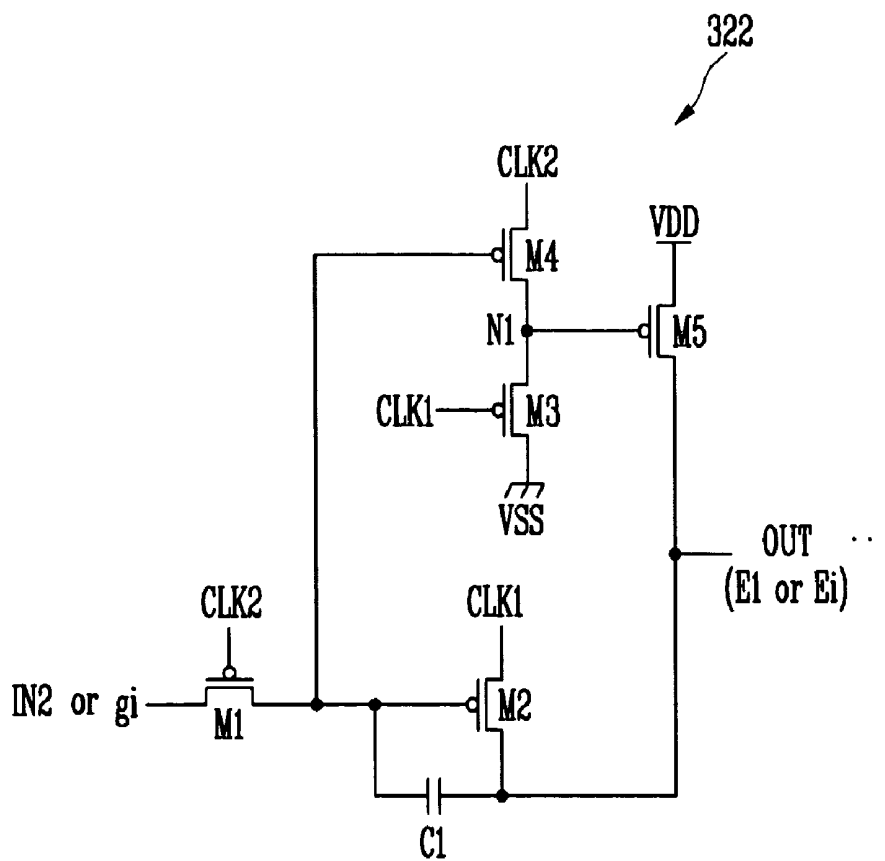 322
CLK2
VDD
M4
N1
M5
CLK1
M3
VSS
OUT
(E1 or Ei)
CLK2
CLK1
IN2 or gi
M1
M2
C1